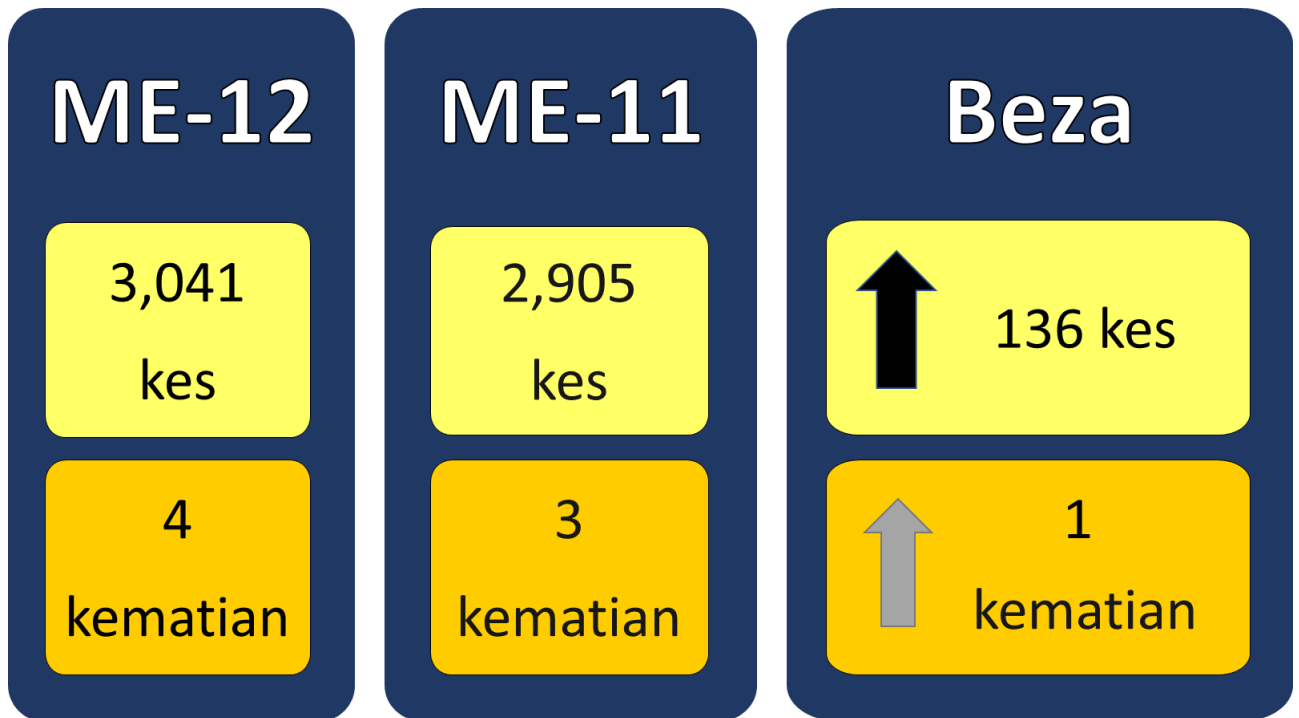 ME-12
3,041
kes
4
kematian
ME-11
2,905
kes
3
kematian
Beza
136 kes
1
kematian